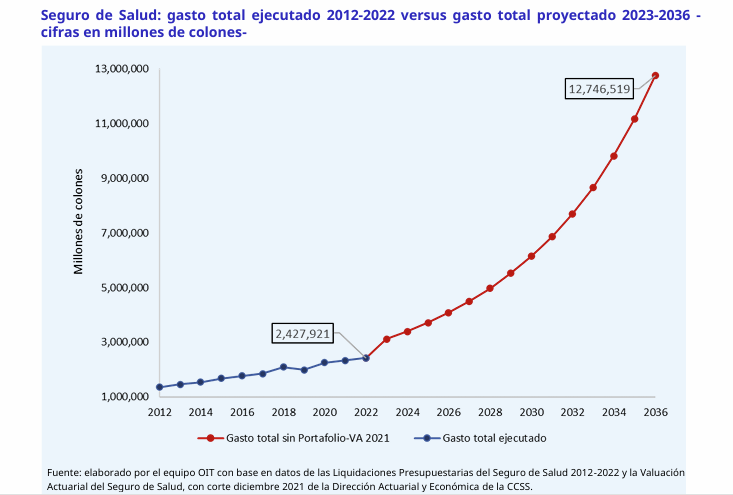 Seguro de Salud: gasto total ejecutado 2012-2022 versus gasto total proyectado 2023-2036 -
cifras en millones de colones-
13,000,000
12,746,519
11,000,000
9,000,000
Millones de colones
7,000,000
5,000,000
3,000,000
2,427,921
1,000,000
2012 2014 2016 2018 2020 2022 2024 2026 2028 2030 2032 2034 2036
Gasto total sin Portafolio-VA 2021 Gasto total ejecutado
Fuente: elaborado por el equipo OIT con base en datos de las Liquidaciones Presupuestarias del Seguro de Salud 2012-2022 y la Valuación
Actuarial del Seguro de Salud, con corte diciembre 2021 de la Dirección Actuarial y Económica de la CCSS.